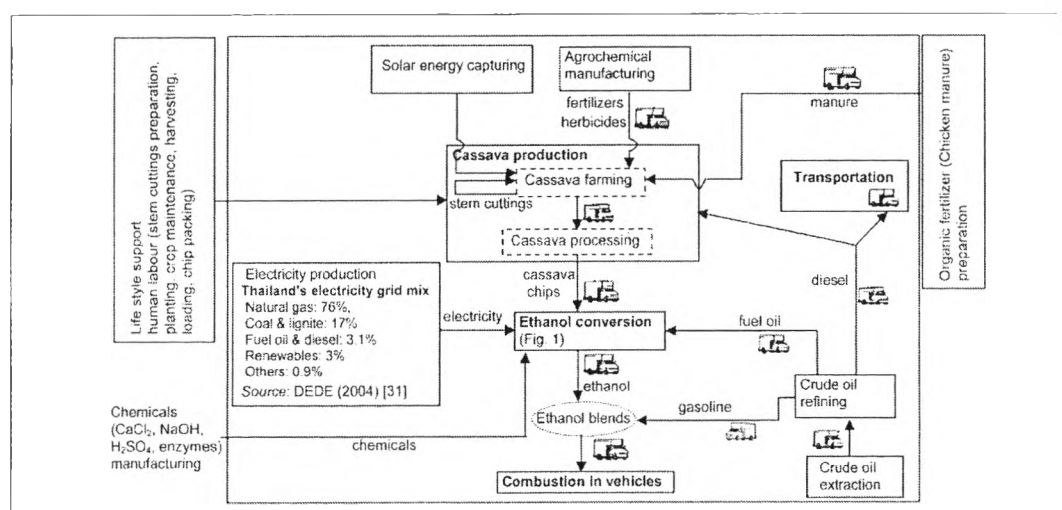 Life style support
human labour (stem cuttings preparation,
planting, crop maintenance, harvesting,
loading, chip packing)
Solar energy capturing
Agrochemical
manufacturing
fertilizers
herbicides
manure
Organic fertilizer (Chicken manure)
preparation
Cassava production
Cassava farming
stern cuttings
Cassava processing
Transportation
diesel
cassava
chips
Electricity production
Thailand's electricity grid mix
Natural gas: 76%,
Coal & lignite: 17%
Fuel oil & diesel: 3.1%
Renewables: 3%
Others: 0.9%
Source: DEDE (2004) [31]
electricity
Ethanol conversion
(Fig. 1)
fuel oil
ethanol
Crude oil
refining
gasoline
Ethanol blends
Chemicals
(CaCl₂, NaOH,
H₂SO₄, enzymes)
manufacturing
chemicals
Combustion in vehicles
Crude oil
extraction